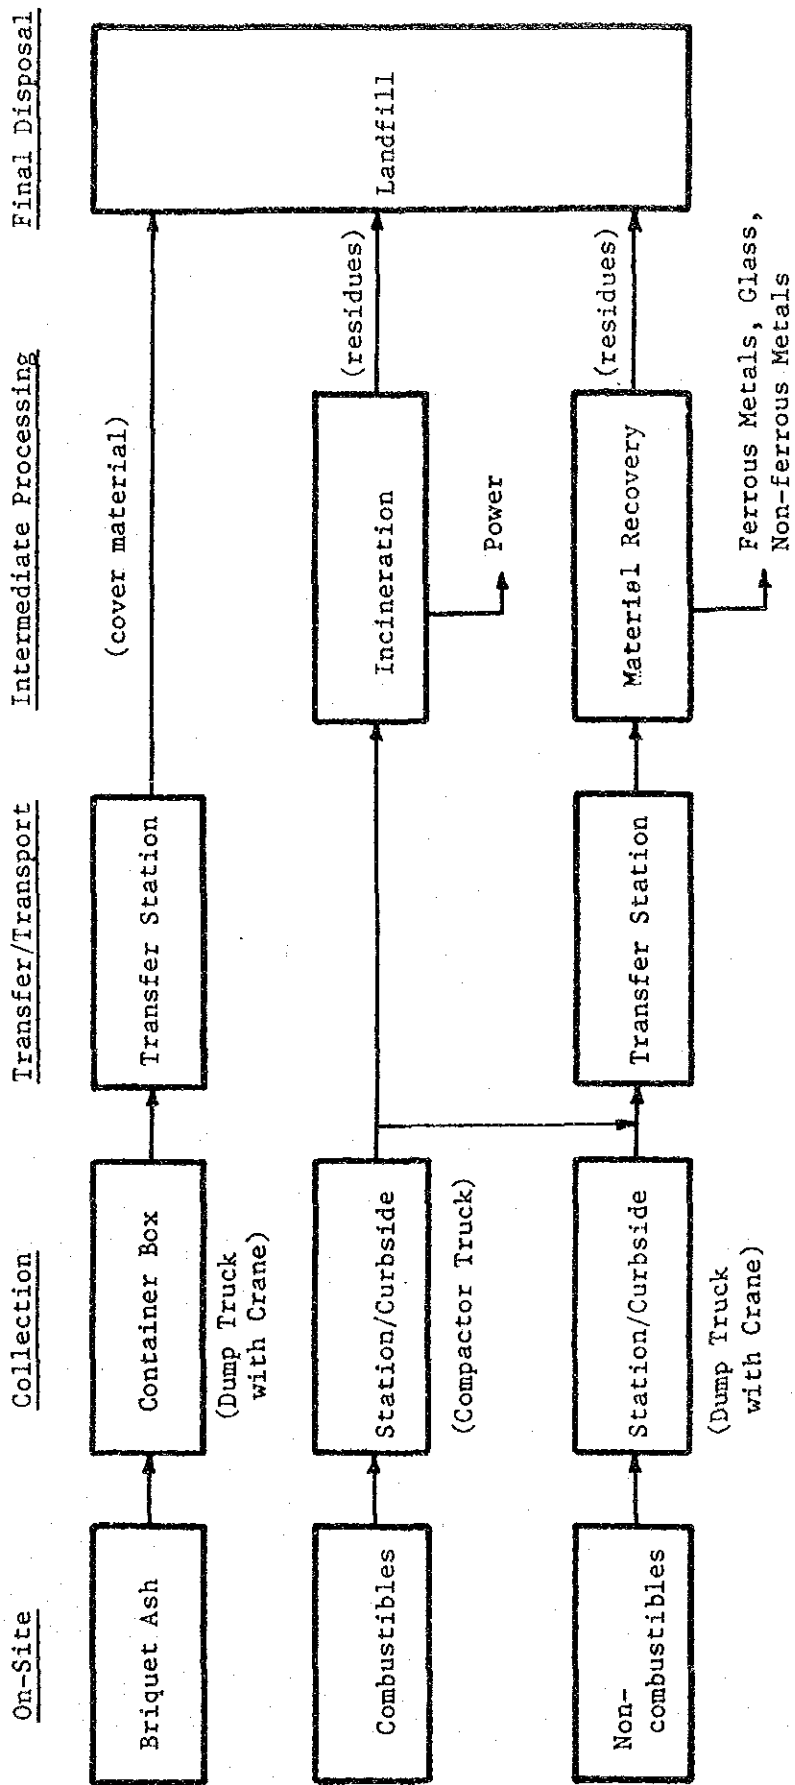 On-Site
Collection
Transfer/Transport
Intermediate Processing
Final Disposal
Briquet Ash
Container Box
(Dump Truck
with Crane)
Transfer Station
(cover material)
Combustibles
Station/Curbside
(Compactor Truck)
Incineration
Power
(residues)
Non-
combustibles
Station/Curbside
(Dump Truck
with Crane)
Transfer Station
Material Recovery
Ferrous Metals, Glass,
Non-ferrous Metals
(residues)
Landfill